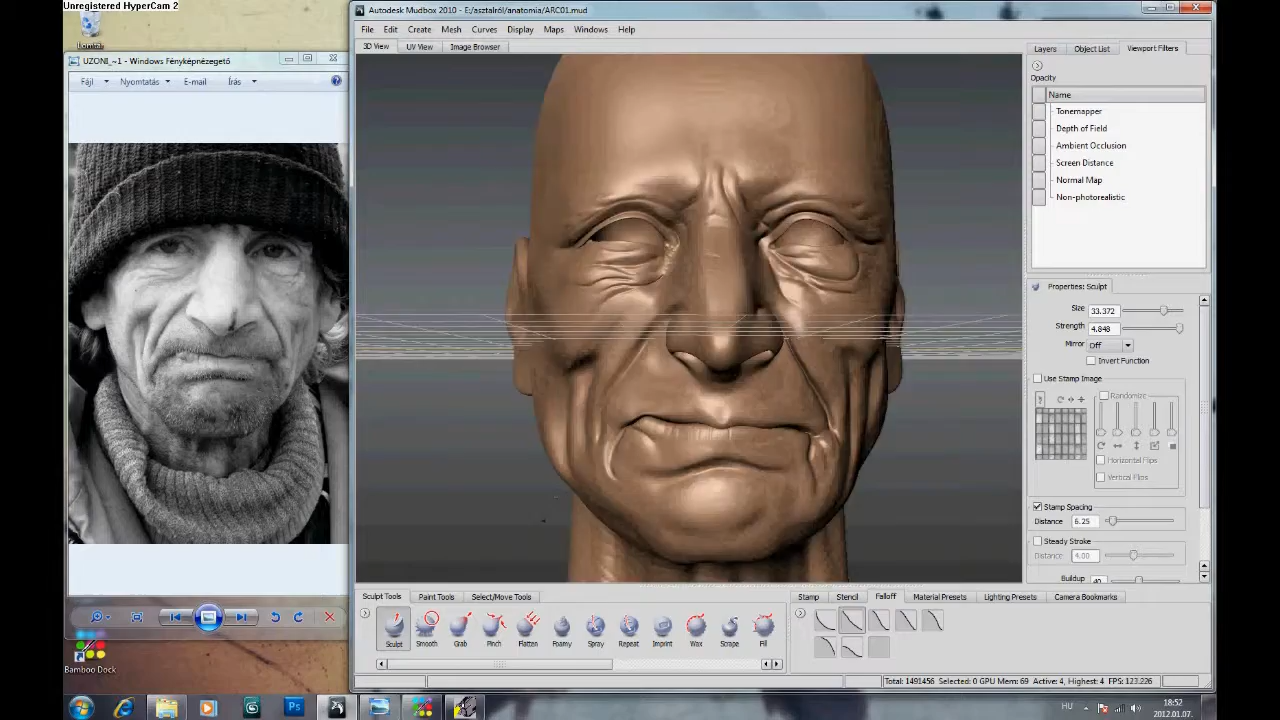 Unregistered HyperCam 2
Lomtár
UZONI_~1 - Windows Fényképnézegető
Fájl Nyomtatás E-mail Írás
Bamboo Dock
Autodesk Mudbox 2010 - E:/asztalról/anatomia/ARC01.mud
File Edit Create Mesh Curves Display Maps Windows Help
3D View UV View Image Browser
Layers Object List Viewport Filters
Opacity
Name
Tonemapper
Depth of Field
Ambient Occlusion
Screen Distance
Normal Map
Non-photorealistic
Properties: Sculpt
Size 33.372
Strength 4.848
Mirror Off
Invert Function
Use Stamp Image
Randomize
Horizontal Flips
Vertical Flips
Stamp Spacing
Distance 6.25
Steady Stroke
Distance: 4.00
Buildup 40
Sculpt Tools Paint Tools Select/Move Tools
Sculpt Smooth Grab Pinch Flatten Foamy Spray Repeat Imprint Wax Scrape Fill
Stamp Stencil Falloff Material Presets Lighting Presets Camera Bookmarks
Total: 1491456 Selected: 0 GPU Mem: 69 Active: 4, Highest: 4 FPS: 123.226
HU
18:52
2012.01.07.